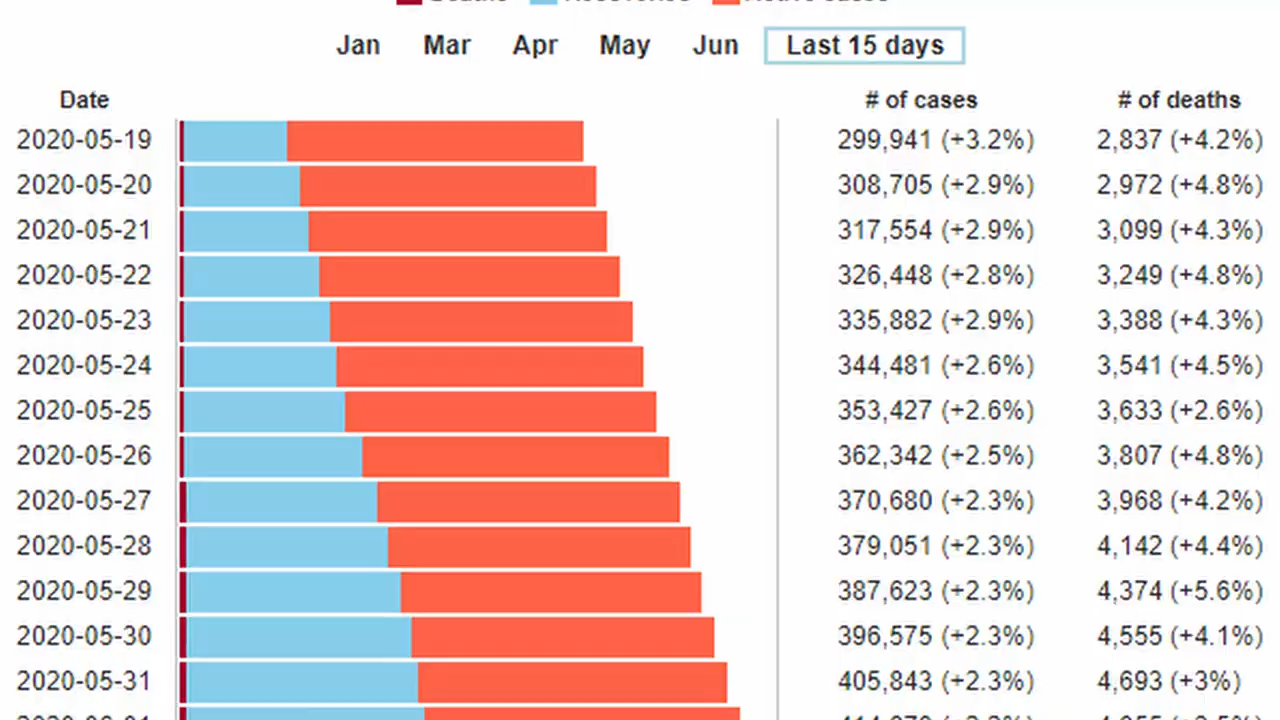 Jan Mar Apr May Jun Last 15 days
Date # of cases # of deaths
2020-05-19 299,941 (+3.2%) 2,837 (+4.2%)
2020-05-20 308,705 (+2.9%) 2,972 (+4.8%)
2020-05-21 317,554 (+2.9%) 3,099 (+4.3%)
2020-05-22 326,448 (+2.8%) 3,249 (+4.8%)
2020-05-23 335,882 (+2.9%) 3,388 (+4.3%)
2020-05-24 344,481 (+2.6%) 3,541 (+4.5%)
2020-05-25 353,427 (+2.6%) 3,633 (+2.6%)
2020-05-26 362,342 (+2.5%) 3,807 (+4.8%)
2020-05-27 370,680 (+2.3%) 3,968 (+4.2%)
2020-05-28 379,051 (+2.3%) 4,142 (+4.4%)
2020-05-29 387,623 (+2.3%) 4,374 (+5.6%)
2020-05-30 396,575 (+2.3%) 4,555 (+4.1%)
2020-05-31 405,843 (+2.3%) 4,693 (+3%)